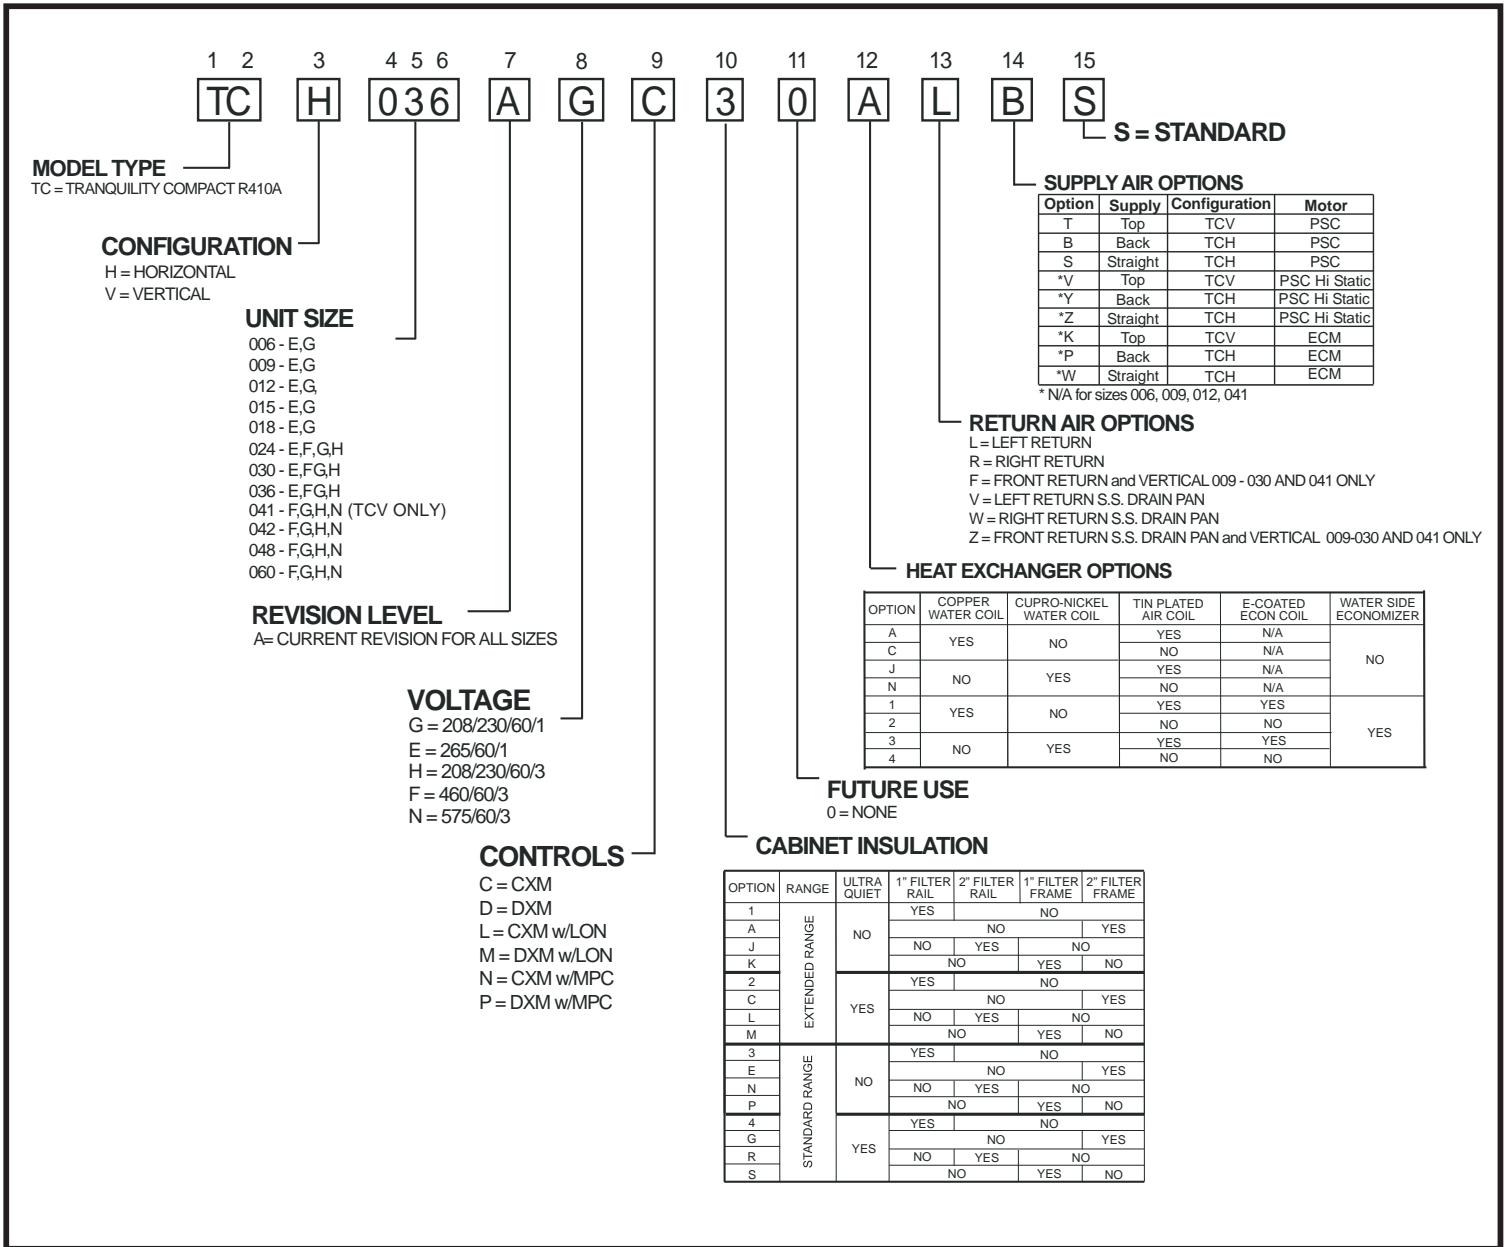 1 2 3 4 5 6 7 8 9 10 11 12 13 14 15
TC H 036 A G C 3 0 A L B S
S = STANDARD
MODEL TYPE
TC = TRANQUILITY COMPACT R410A
CONFIGURATION
H = HORIZONTAL
V = VERTICAL
UNIT SIZE
006 - E,G
009 - E,G
012 - E,G,
015 - E,G
018 - E,G
024 - E,F,G,H
030 - E,FG,H
036 - E,FG,H
041 - F,G,H,N (TCV ONLY)
042 - F,G,H,N
048 - F,G,H,N
060 - F,G,H,N
REVISION LEVEL
A= CURRENT REVISION FOR ALL SIZES
VOLTAGE
G = 208/230/60/1
E = 265/60/1
H = 208/230/60/3
F = 460/60/3
N = 575/60/3
CONTROLS
C = CXM
D = DXM
L = CXM w/LON
M = DXM w/LON
N = CXM w/MPC
P = DXM w/MPC
SUPPLY AIR OPTIONS
Option Supply Configuration Motor
T Top TCV PSC
B Back TCH PSC
S Straight TCH PSC
*V Top TCV PSC Hi Static
*Y Back TCH PSC Hi Static
*Z Straight TCH PSC Hi Static
*K Top TCV ECM
*P Back TCH ECM
*W Straight TCH ECM
* N/A for sizes 006, 009, 012, 041
RETURN AIR OPTIONS
L = LEFT RETURN
R = RIGHT RETURN
F = FRONT RETURN and VERTICAL 009 - 030 AND 041 ONLY
V = LEFT RETURN S.S. DRAIN PAN
W = RIGHT RETURN S.S. DRAIN PAN
Z = FRONT RETURN S.S. DRAIN PAN and VERTICAL 009-030 AND 041 ONLY
HEAT EXCHANGER OPTIONS
OPTION COPPER WATER COIL CUPRO-NICKEL WATER COIL TIN PLATED AIR COIL E-COATED ECON COIL WATER SIDE ECONOMIZER
A YES NO YES N/A NO
C NO N/A
J NO YES YES N/A
N NO N/A
1 YES NO YES YES YES
2 NO NO
3 NO YES YES YES
4 NO NO
FUTURE USE
0 = NONE
CABINET INSULATION
OPTION RANGE ULTRA QUIET 1" FILTER RAIL 2" FILTER RAIL 1" FILTER FRAME 2" FILTER FRAME
1 EXTENDED RANGE NO YES NO
A NO YES
J NO YES NO
K NO YES NO
2 YES YES NO
C NO YES
L NO YES NO
M NO YES NO
3 STANDARD RANGE NO YES NO
E NO YES
N NO YES NO
P NO YES NO
4 YES YES NO
G NO YES
R NO YES NO
S NO YES NO